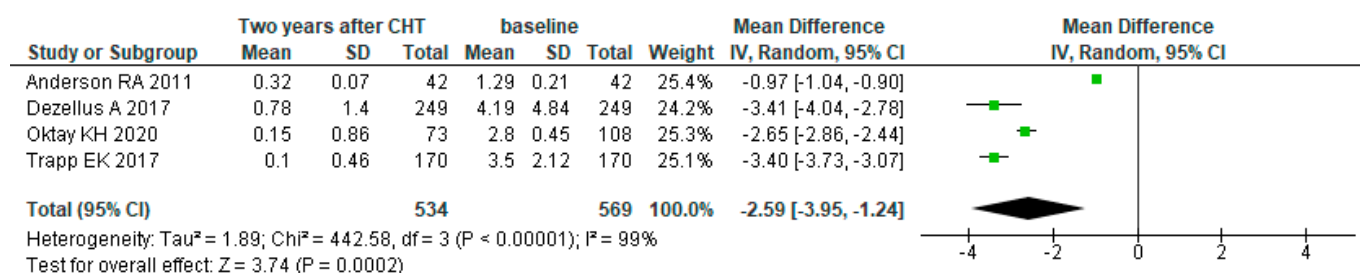 Two years after CHT baseline Mean Difference Mean Difference
Study or Subgroup Mean SD Total Mean SD Total Weight IV, Random, 95% CI IV, Random, 95% CI
Anderson RA 2011 0.32 0.07 42 1.29 0.21 42 25.4% -0.97 [-1.04, -0.90]
Dezellus A 2017 0.78 1.4 249 4.19 4.84 249 24.2% -3.41 [-4.04, -2.78]
Oktay KH 2020 0.15 0.86 73 2.8 0.45 108 25.3% -2.65 [-2.86, -2.44]
Trapp EK 2017 0.1 0.46 170 3.5 2.12 170 25.1% -3.40 [-3.73, -3.07]
Total (95% CI) 534 569 100.0% -2.59 [-3.95, -1.24]
Heterogeneity: Tau² = 1.89; Chi² = 442.58, df = 3 (P < 0.00001); I² = 99%
Test for overall effect: Z = 3.74 (P = 0.0002)
-4 -2 0 2 4